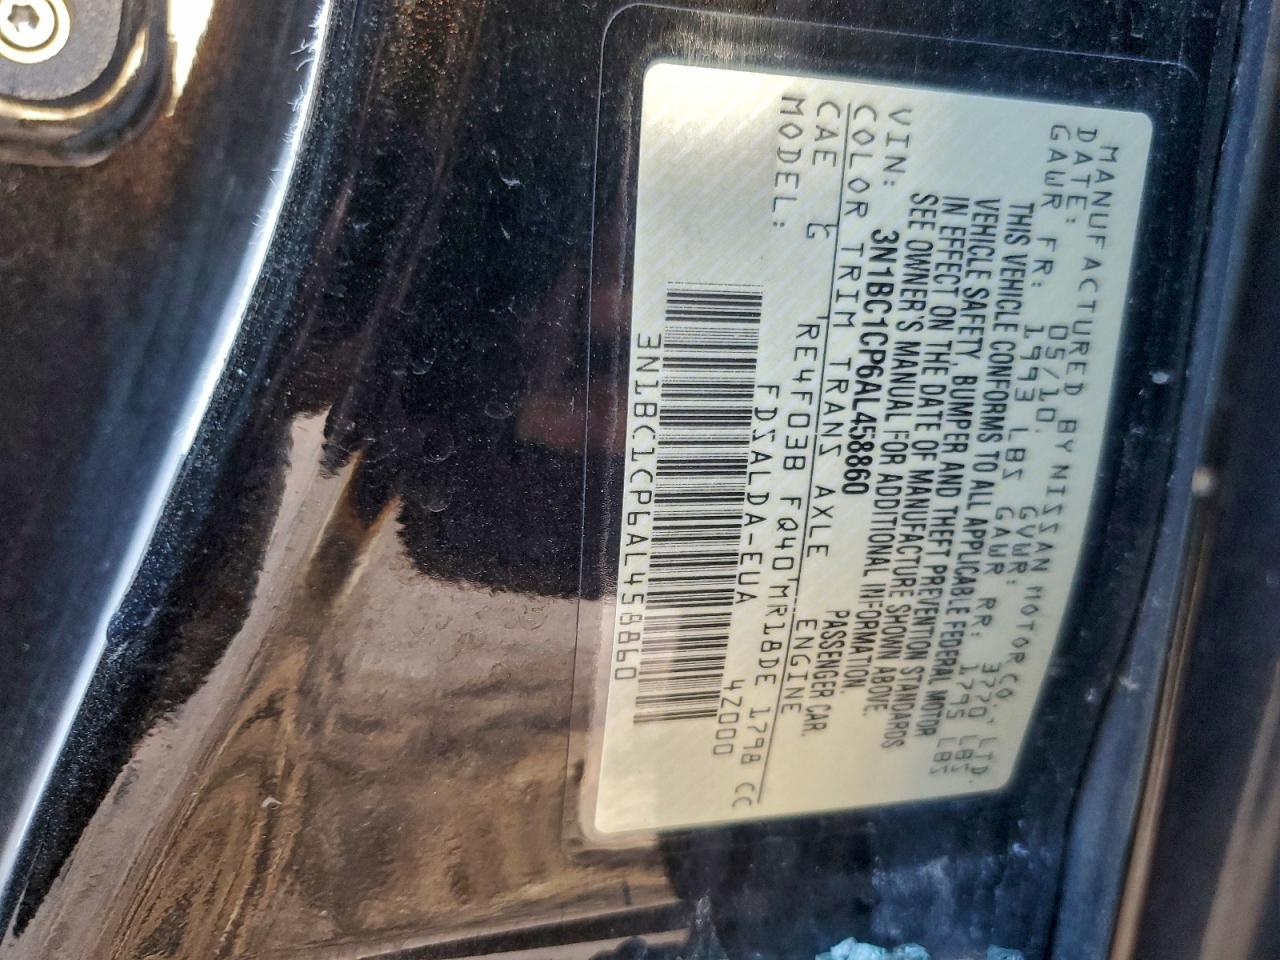 MANUFACTURED BY NISSAN MOTOR CO., LTD.
DATE: 05/10. GVWR: 3770 LBS.
GAWR FR: 1993 LBS GAWR RR: 1795 LBS
THIS VEHICLE CONFORMS TO ALL APPLICABLE FEDERAL MOTOR
VEHICLE SAFETY, BUMPER AND THEFT PREVENTION STANDARDS
IN EFFECT ON THE DATE OF MANUFACTURE SHOWN ABOVE.
SEE OWNER'S MANUAL FOR ADDITIONAL INFORMATION.
VIN: 3N1BC1CP6AL458860 PASSENGER CAR.
COLOR TRIM TRANS AXLE ENGINE
CAE G RE4F03B FQ40 MR18DE 1798 CC
MODEL: FDSALDA-EUA 4Z000
3N1BC1CP6AL458860